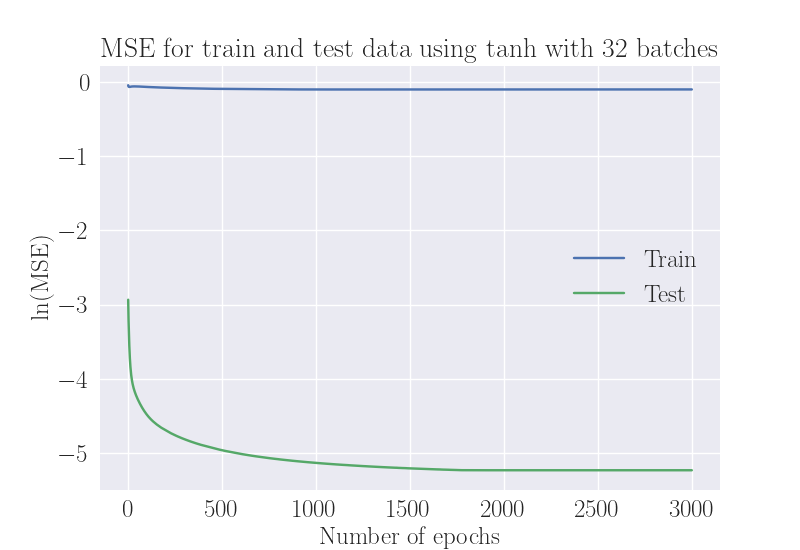 MSE for train and test data using tanh with 32 batches
0
−1
−2
−3
−4
−5
ln(MSE)
Train
Test
0 500 1000 1500 2000 2500 3000
Number of epochs